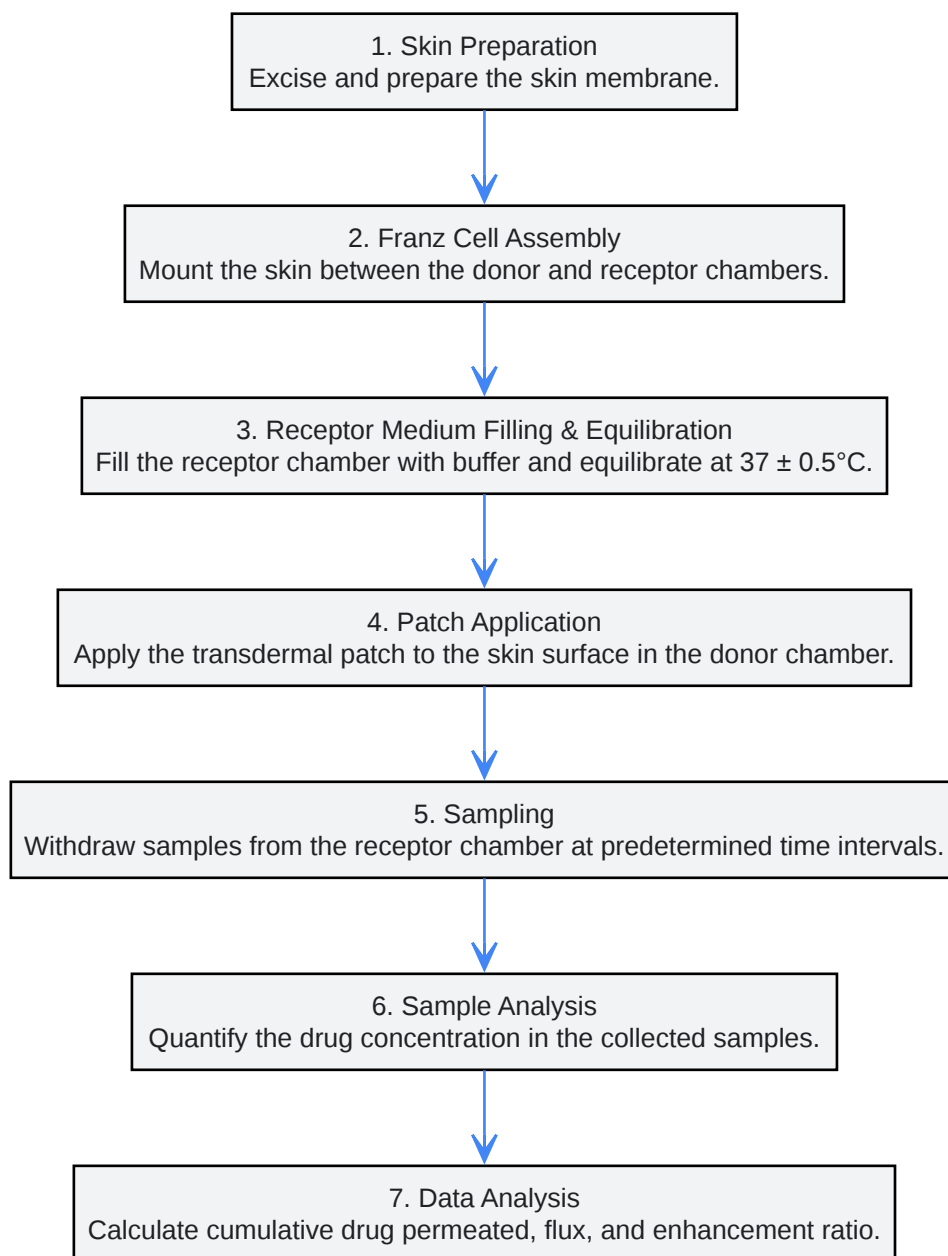 1. Skin Preparation
Excise and prepare the skin membrane.
2. Franz Cell Assembly
Mount the skin between the donor and receptor chambers.
3. Receptor Medium Filling & Equilibration
Fill the receptor chamber with buffer and equilibrate at 37 ± 0.5°C.
4. Patch Application
Apply the transdermal patch to the skin surface in the donor chamber.
5. Sampling
Withdraw samples from the receptor chamber at predetermined time intervals.
6. Sample Analysis
Quantify the drug concentration in the collected samples.
7. Data Analysis
Calculate cumulative drug permeated, flux, and enhancement ratio.